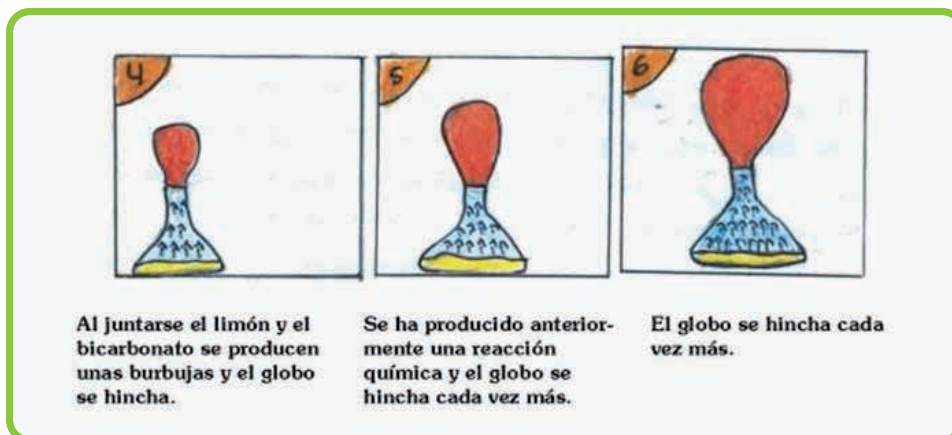 4
5
6
Al juntarse el limón y el
bicarbonato se producen
unas burbujas y el globo
se hincha.
Se ha producido anterior-
mente una reacción
química y el globo se
hincha cada vez más.
El globo se hincha cada
vez más.